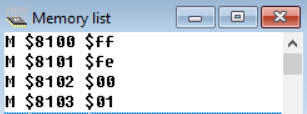 Memory list
M $8100 $ff
M $8101 $fe
M $8102 $00
M $8103 $01